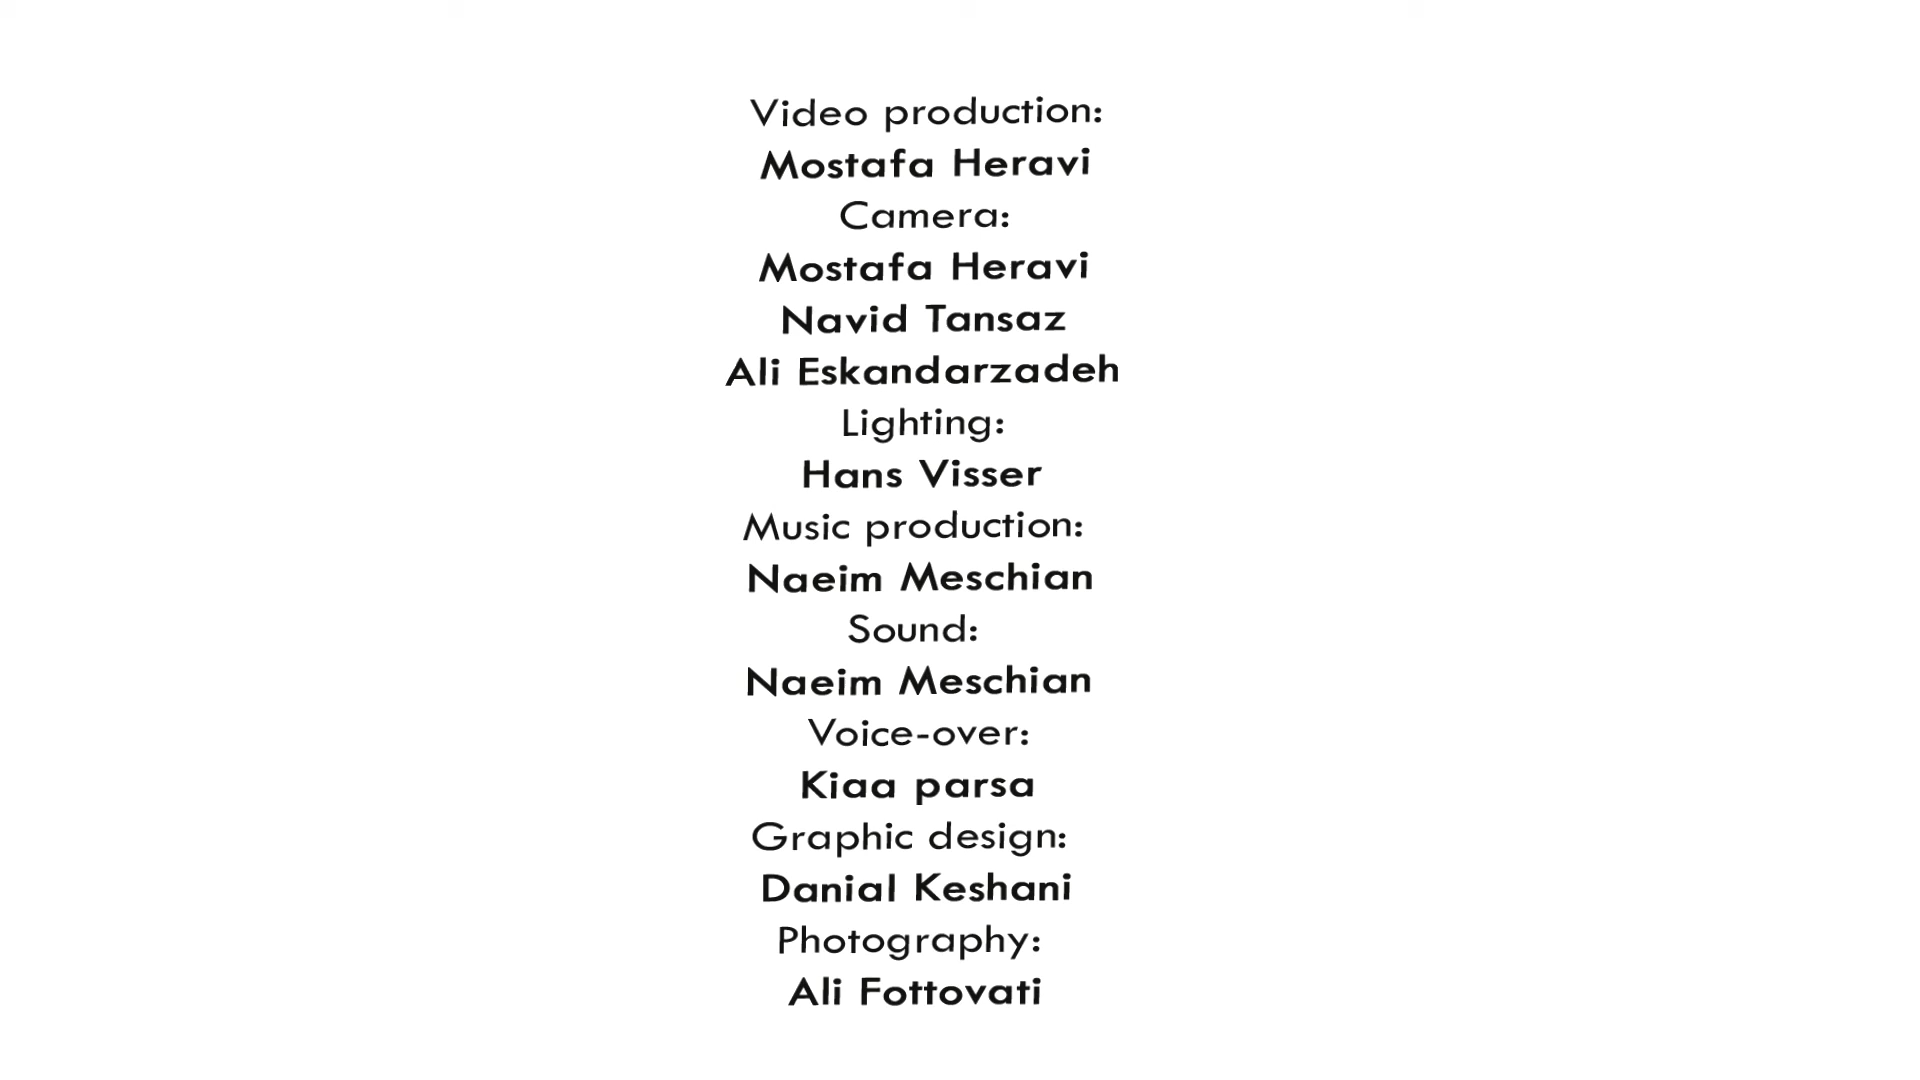 Video production:
Mostafa Heravi
Camera:
Mostafa Heravi
Navid Tansaz
Ali Eskandarzadeh
Lighting:
Hans Visser
Music production:
Naeim Meschian
Sound:
Naeim Meschian
Voice-over:
Kiaa parsa
Graphic design:
Danial Keshani
Photography:
Ali Fottovati